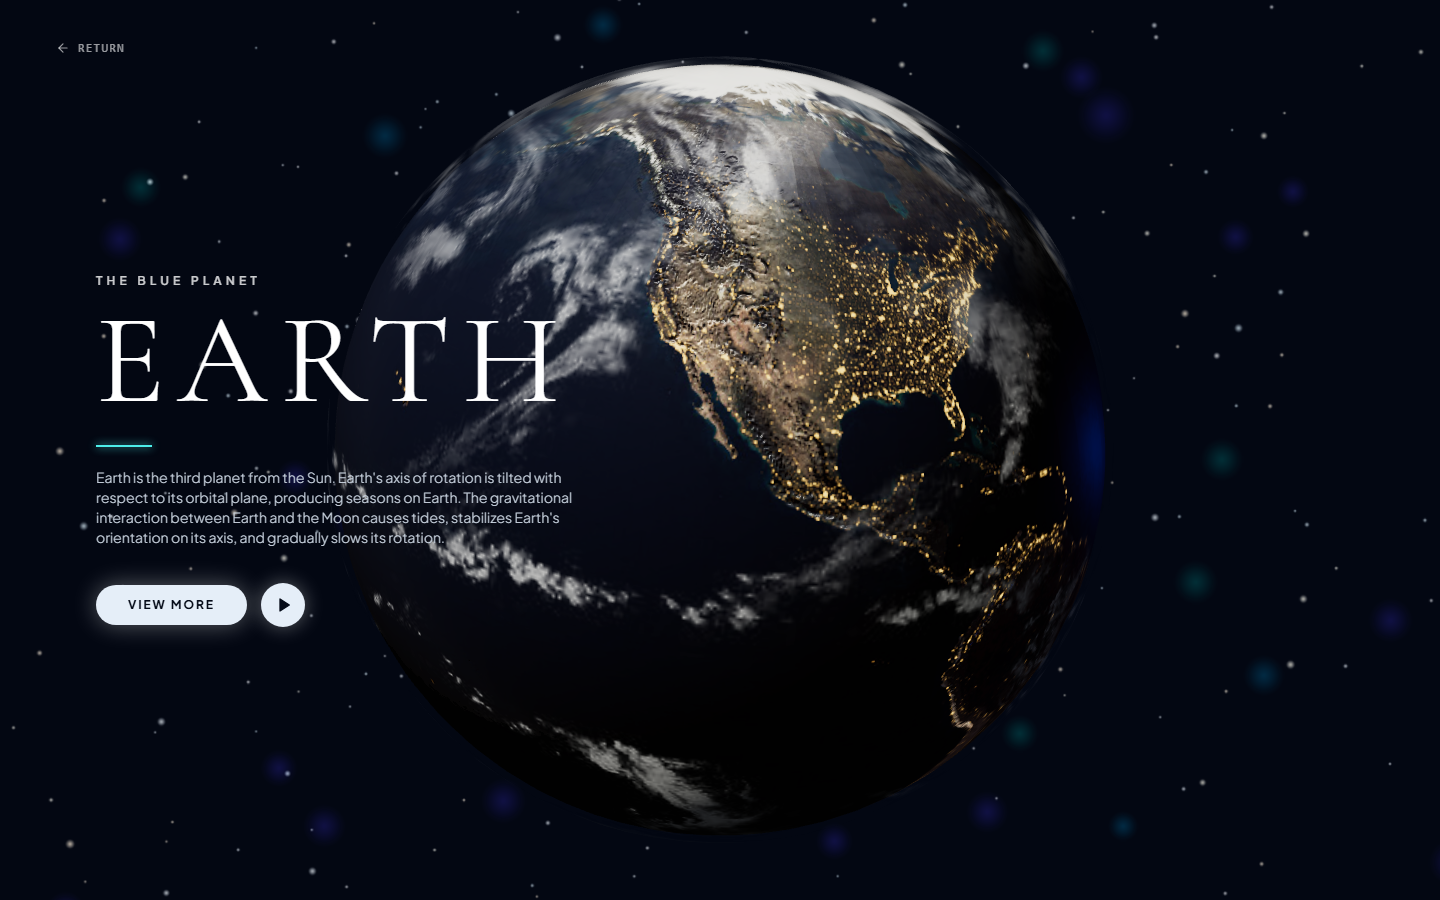 RETURN
THE BLUE PLANET
EARTH
Earth is the third planet from the Sun, Earth's axis of rotation is tilted with
respect to its orbital plane, producing seasons on Earth. The gravitational
interaction between Earth and the Moon causes tides, stabilizes Earth's
orientation on its axis, and gradually slows its rotation.
VIEW MORE